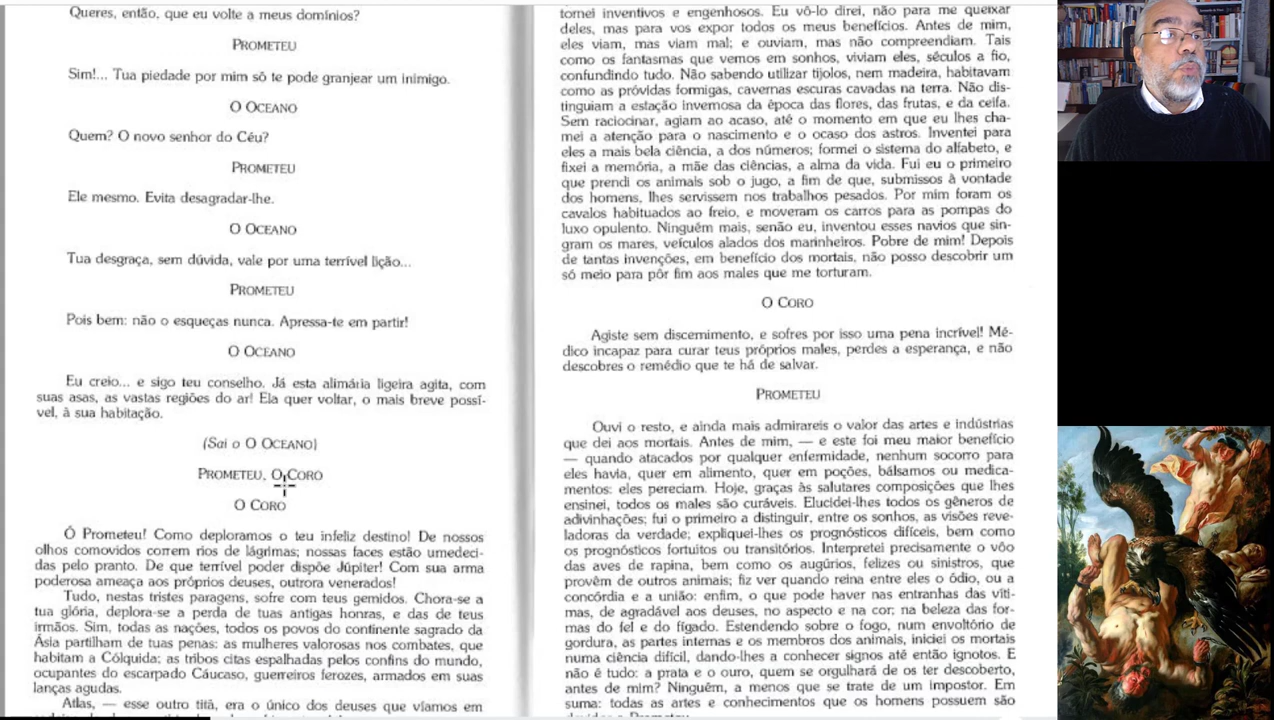 Queres, então, que eu volte a meus domínios?
PROMETEU
Sim!... Tua piedade por mim só te pode granjear um inimigo.
O OCEANO
Quem? O novo senhor do Céu?
PROMETEU
Ele mesmo. Evita desagradar-lhe.
O OCEANO
Tua desgraça, sem dúvida, vale por uma terrível lição...
PROMETEU
Pois bem: não o esqueças nunca. Apressa-te em partir!
O OCEANO
Eu creio... e sigo teu conselho. Já esta alimária ligeira agita, com
suas asas, as vastas regiões do ar! Ela quer voltar, o mais breve possí-
vel, à sua habitação.
(Sai o O OCEANO)
PROMETEU, O CORO
O CORO
Ó Prometeu! Como deploramos o teu infeliz destino! De nossos
olhos comovidos correm rios de lágrimas; nossas faces estão umedeci-
das pelo pranto. De que terrível poder dispõe Júpiter! Com sua arma
poderosa ameaça aos próprios deuses, outrora venerados!
Tudo, nestas tristes paragens, sofre com teus gemidos. Chora-se a
tua glória, deplora-se a perda de tuas antigas honras, e das de teus
irmãos. Sim, todas as nações, todos os povos do continente sagrado da
Ásia partilham de tuas penas: as mulheres valorosas nos combates, que
habitam a Cólquida; as tribos citas espalhadas pelos confins do mundo,
ocupantes do escarpado Cáucaso, guerreiros ferozes, armados em suas
lanças agudas.
Atlas, — esse outro titã, era o único dos deuses que víamos em
tornei inventivos e engenhosos. Eu vô-lo direi, não para me queixar
deles, mas para vos expor todos os meus benefícios. Antes de mim,
eles viam, mas viam mal; e ouviam, mas não compreendiam. Tais
como os fantasmas que vemos em sonhos, viviam eles, séculos a fio,
confundindo tudo. Não sabendo utilizar tijolos, nem madeira, habitavam
como as próvidas formigas, cavernas escuras cavadas na terra. Não dis-
tinguiam a estação invernosa da época das flores, das frutas, e da ceifa.
Sem raciocinar, agiam ao acaso, até o momento em que eu lhes cha-
mei a atenção para o nascimento e o ocaso dos astros. Inventei para
eles a mais bela ciência, a dos números; formei o sistema do alfabeto, e
fixei a memória, a mãe das ciências, a alma da vida. Fui eu o primeiro
que prendi os animais sob o jugo, a fim de que, submissos à vontade
dos homens, lhes servissem nos trabalhos pesados. Por mim foram os
cavalos habituados ao freio, e moveram os carros para as pompas do
luxo opulento. Ninguém mais, senão eu, inventou esses navios que sin-
gram os mares, veículos alados dos marinheiros. Pobre de mim! Depois
de tantas invenções, em benefício dos mortais, não posso descobrir um
só meio para pôr fim aos males que me torturam.
O CORO
Agiste sem discernimento, e sofres por isso uma pena incrível! Mé-
dico incapaz para curar teus próprios males, perdes a esperança, e não
descobres o remédio que te há de salvar.
PROMETEU
Ouvi o resto, e ainda mais admirareis o valor das artes e indústrias
que dei aos mortais. Antes de mim, — e este foi meu maior benefício
— quando atacados por qualquer enfermidade, nenhum socorro para
eles havia, quer em alimento, quer em poções, bálsamos ou medica-
mentos: eles pereciam. Hoje, graças às salutares composições que lhes
ensinei, todos os males são curáveis. Elucidei-lhes todos os gêneros de
adivinhações; fui o primeiro a distinguir, entre os sonhos, as visões reve-
ladoras da verdade; expliquei-lhes os prognósticos difíceis, bem como
os prognósticos fortuitos ou transitórios. Interpretei precisamente o vôo
das aves de rapina, bem como os augúrios, felizes ou sinistros, que
provêm de outros animais; fiz ver quando reina entre eles o ódio, ou a
concórdia e a união: enfim, o que pode haver nas entranhas das víti-
mas, de agradável aos deuses, no aspecto e na cor; na beleza das for-
mas do fel e do fígado. Estendendo sobre o fogo, num envoltório de
gordura, as partes internas e os membros dos animais, iniciei os mortais
numa ciência difícil, dando-lhes a conhecer signos até então ignotos. E
não é tudo: a prata e o ouro, quem se orgulhará de os ter descoberto,
antes de mim? Ninguém, a menos que se trate de um impostor. Em
suma: todas as artes e conhecimentos que os homens possuem são